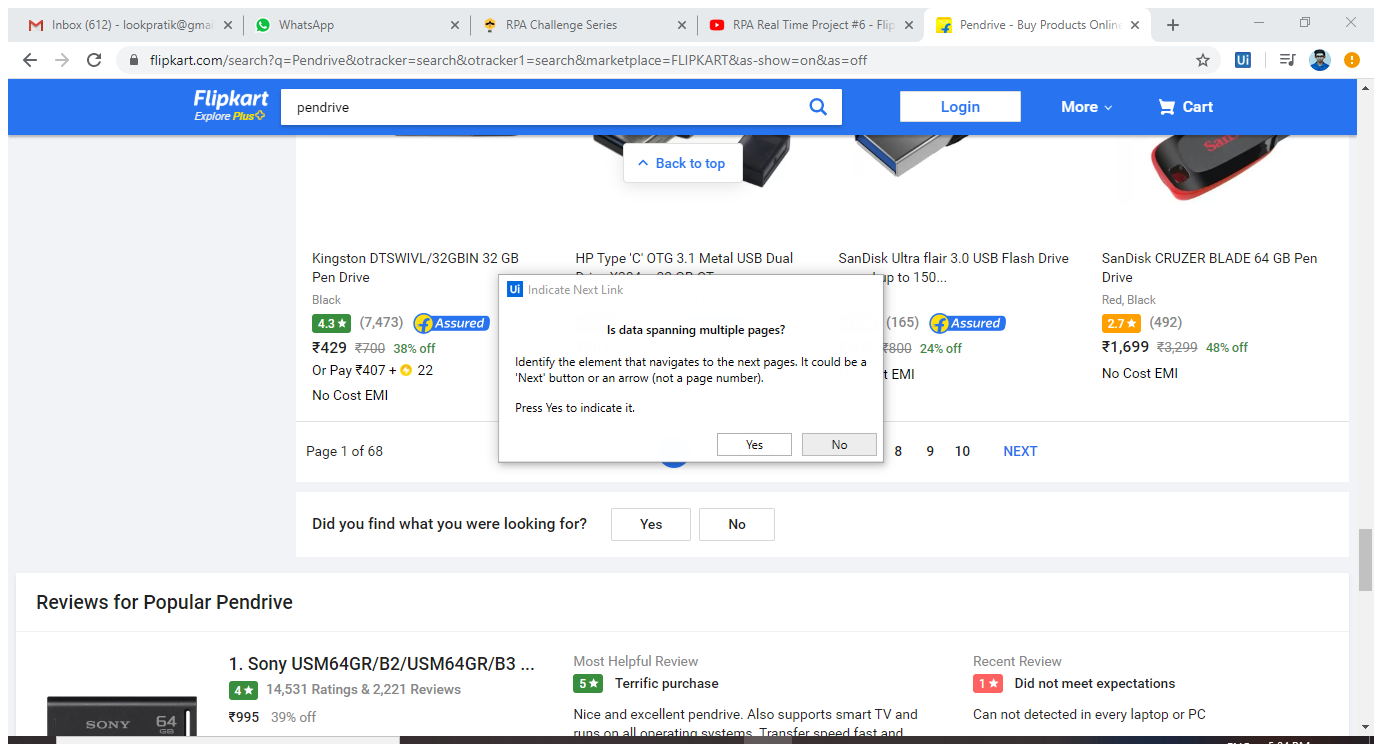 Inbox (612) - lookpratik@gmai
WhatsApp
RPA Challenge Series
RPA Real Time Project #6 - Flip
Pendrive - Buy Products Online
flipkart.com/search?q=Pendrive&otracker=search&otracker1=search&marketplace=FLIPKART&as-show=on&as=off
Ui
Flipkart
Explore Plus
pendrive
Login
More
Cart
Back to top
Kingston DTSWIVL/32GBIN 32 GB
Pen Drive
Black
4.3★ (7,473) Assured
₹429 ₹700 38% off
Or Pay ₹407 + 22
No Cost EMI
HP Type 'C' OTG 3.1 Metal USB Dual
SanDisk Ultra flair 3.0 USB Flash Drive
up to 150...
(165) Assured
₹800 24% off
EMI
SanDisk CRUZER BLADE 64 GB Pen
Drive
Red, Black
2.7★ (492)
₹1,699 ₹3,299 48% off
No Cost EMI
Ui Indicate Next Link
Is data spanning multiple pages?
Identify the element that navigates to the next pages. It could be a
'Next' button or an arrow (not a page number).
Press Yes to indicate it.
Yes
No
Page 1 of 68
8 9 10 NEXT
Did you find what you were looking for?
Yes
No
Reviews for Popular Pendrive
SONY 64
GB
1. Sony USM64GR/B2/USM64GR/B3 ...
4★ 14,531 Ratings & 2,221 Reviews
₹995 39% off
Most Helpful Review
5★ Terrific purchase
Nice and excellent pendrive. Also supports smart TV and
runs on all operating systems. Transfer speed fast and
Recent Review
1★ Did not meet expectations
Can not detected in every laptop or PC